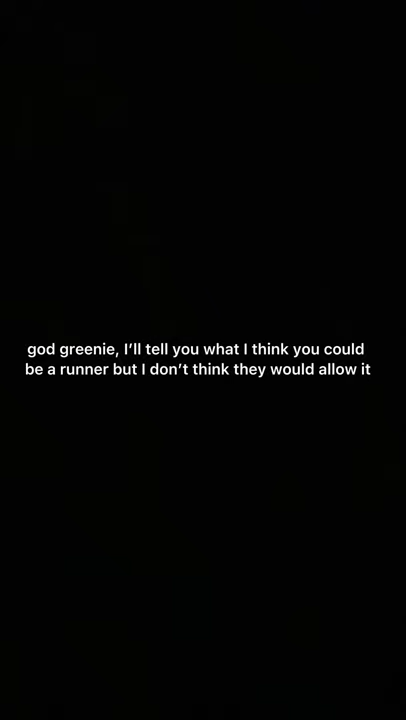 god greenie, I’ll tell you what I think you could
be a runner but I don’t think they would allow it